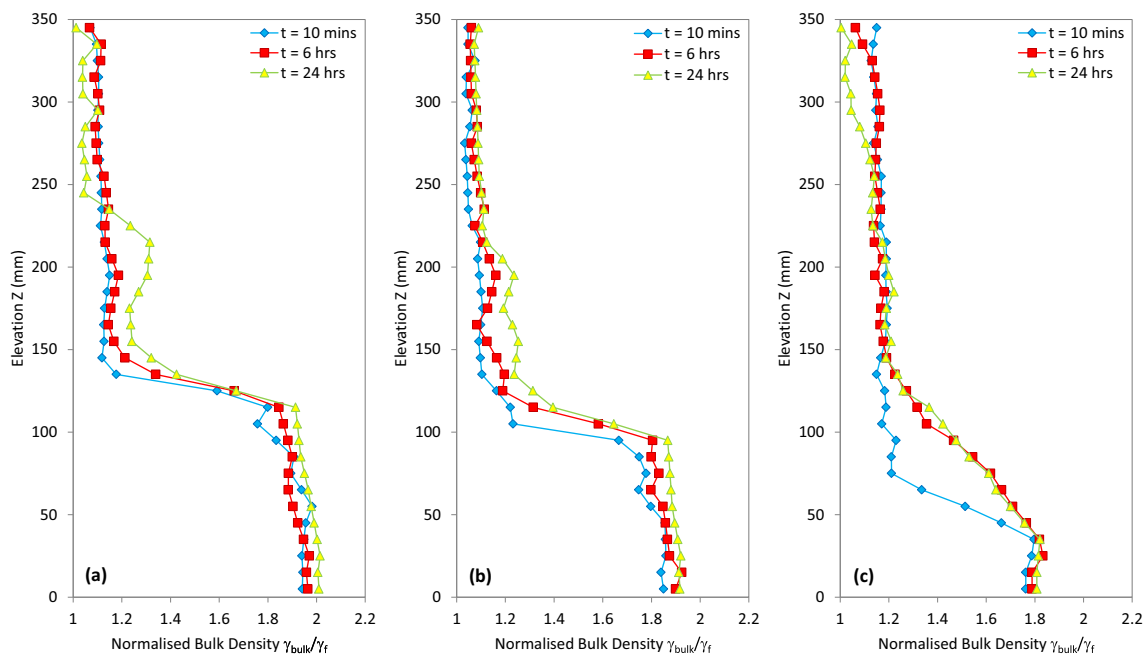 350
300
250
200
150
100
50
0
Elevation Z (mm)
t = 10 mins
t = 6 hrs
t = 24 hrs
(a)
1 1.2 1.4 1.6 1.8 2 2.2
Normalised Bulk Density γbulk/γf
350
300
250
200
150
100
50
0
Elevation Z (mm)
t = 10 mins
t = 6 hrs
t = 24 hrs
(b)
1 1.2 1.4 1.6 1.8 2 2.2
Normalised Bulk Density γbulk/γf
350
300
250
200
150
100
50
0
Elevation Z (mm)
t = 10 mins
t = 6 hrs
t = 24 hrs
(c)
1 1.2 1.4 1.6 1.8 2 2.2
Normalised Bulk Density γbulk/γf